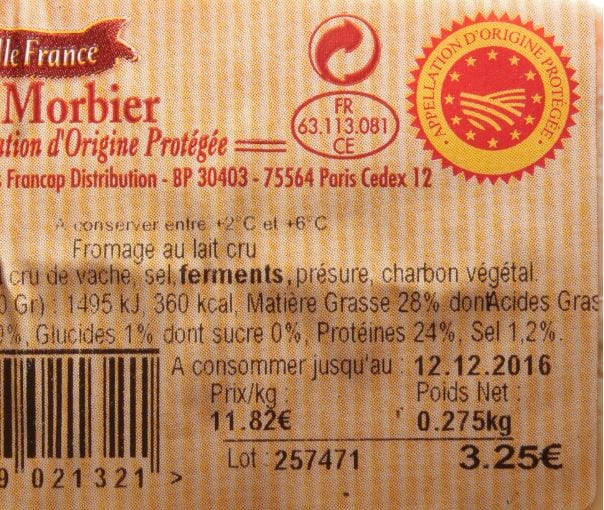 lle France
Morbier
ation d'Origine Protégée
Francap Distribution - BP 30403 - 75564 Paris Cedex 12
FR
63.113.081
CE
APPELLATION D'ORIGINE PROTÉGÉE
A conserver entre +2°C et +6°C
Fromage au lait cru
cru de vache, sel, ferments, présure, charbon végétal.
0 Gr) : 1495 kJ, 360 kcal, Matière Grasse 28% dont Acides Gras
0%, Glucides 1% dont sucre 0%, Protéines 24%, Sel 1,2%.
A consommer jusqu'au : 12.12.2016
Prix/kg : Poids Net :
11.82€ 0.275kg
Lot : 257471 3.25€
9 021321 >